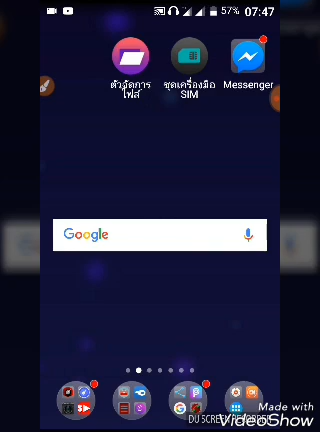 57% 07:47
ตัวจัดการ
ไฟล์
ชุดเครื่องมือ
SIM
Messenger
Google
DU SCREEN RECORDER
Made with
VideoShow